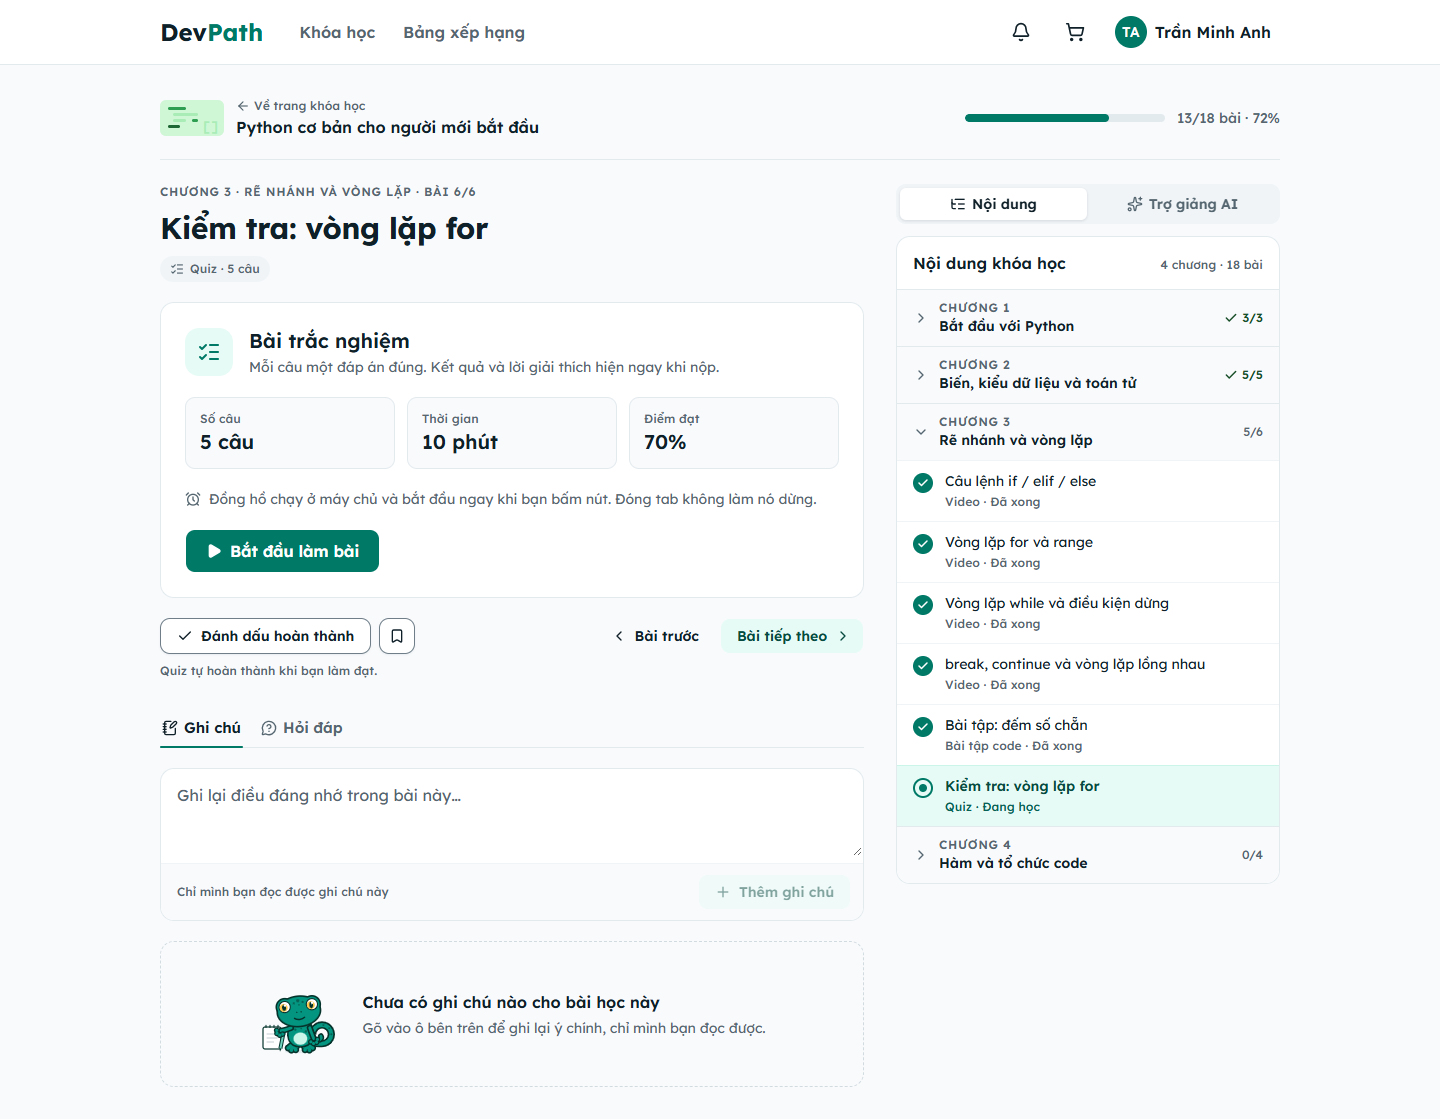 DevPath
Khóa học
Bảng xếp hạng
TA
Trần Minh Anh
Về trang khóa học
Python cơ bản cho người mới bắt đầu
13/18 bài · 72%
CHƯƠNG 3 · RẼ NHÁNH VÀ VÒNG LẶP · BÀI 6/6
Kiểm tra: vòng lặp for
Quiz · 5 câu
Bài trắc nghiệm
Mỗi câu một đáp án đúng. Kết quả và lời giải thích hiện ngay khi nộp.
Số câu
5 câu
Thời gian
10 phút
Điểm đạt
70%
Đồng hồ chạy ở máy chủ và bắt đầu ngay khi bạn bấm nút. Đóng tab không làm nó dừng.
Bắt đầu làm bài
Đánh dấu hoàn thành
Bài trước
Bài tiếp theo
Quiz tự hoàn thành khi bạn làm đạt.
Ghi chú
Hỏi đáp
Ghi lại điều đáng nhớ trong bài này…
Chỉ mình bạn đọc được ghi chú này
Thêm ghi chú
Chưa có ghi chú nào cho bài học này
Gõ vào ô bên trên để ghi lại ý chính, chỉ mình bạn đọc được.
Nội dung
Trợ giảng AI
Nội dung khóa học
4 chương · 18 bài
CHƯƠNG 1
Bắt đầu với Python
3/3
CHƯƠNG 2
Biến, kiểu dữ liệu và toán tử
5/5
CHƯƠNG 3
Rẽ nhánh và vòng lặp
5/6
Câu lệnh if / elif / else
Video · Đã xong
Vòng lặp for và range
Video · Đã xong
Vòng lặp while và điều kiện dừng
Video · Đã xong
break, continue và vòng lặp lồng nhau
Video · Đã xong
Bài tập: đếm số chẵn
Bài tập code · Đã xong
Kiểm tra: vòng lặp for
Quiz · Đang học
CHƯƠNG 4
Hàm và tổ chức code
0/4